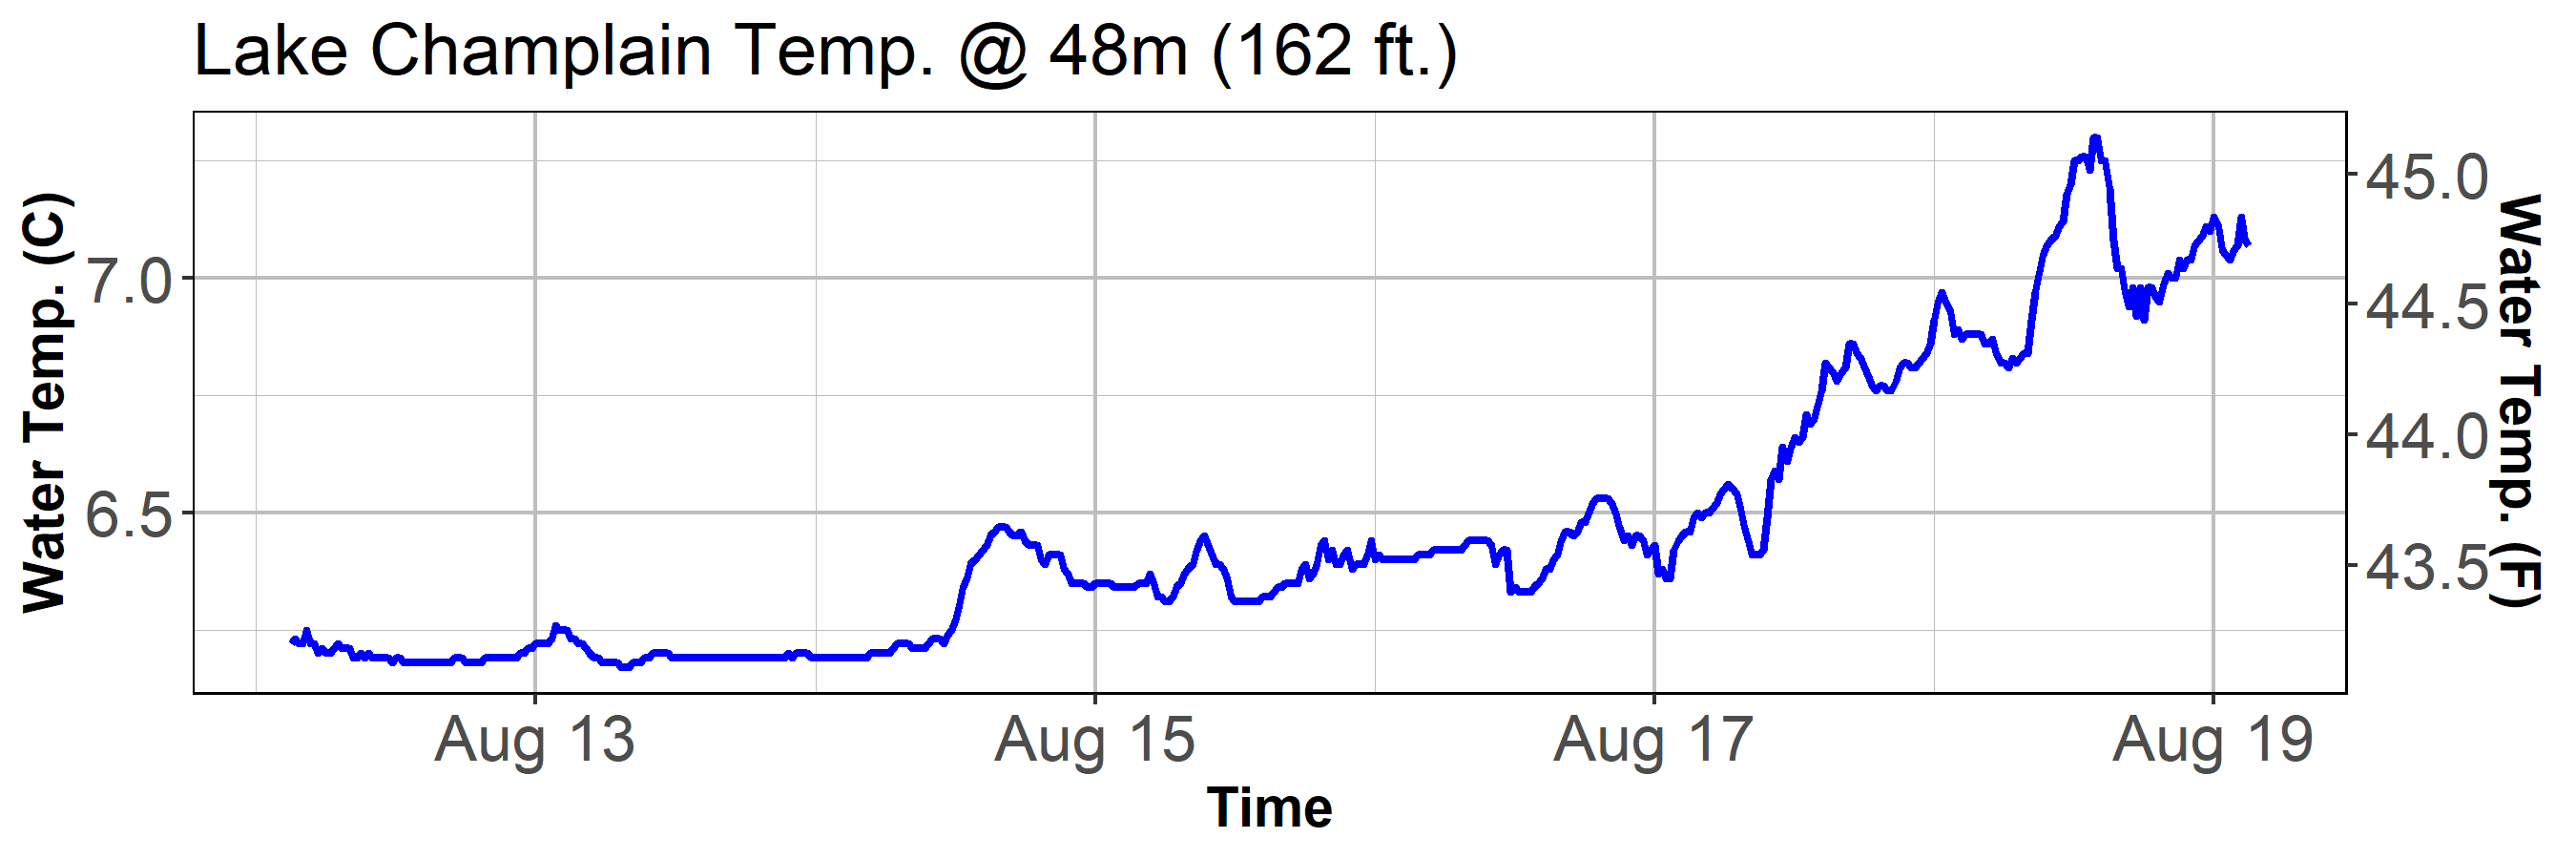 Lake Champlain Temp. @ 48m (162 ft.)
Water Temp. (C)
7.0
6.5
45.0
44.5
44.0
43.5
Water Temp. (F)
Aug 13
Aug 15
Aug 17
Aug 19
Time